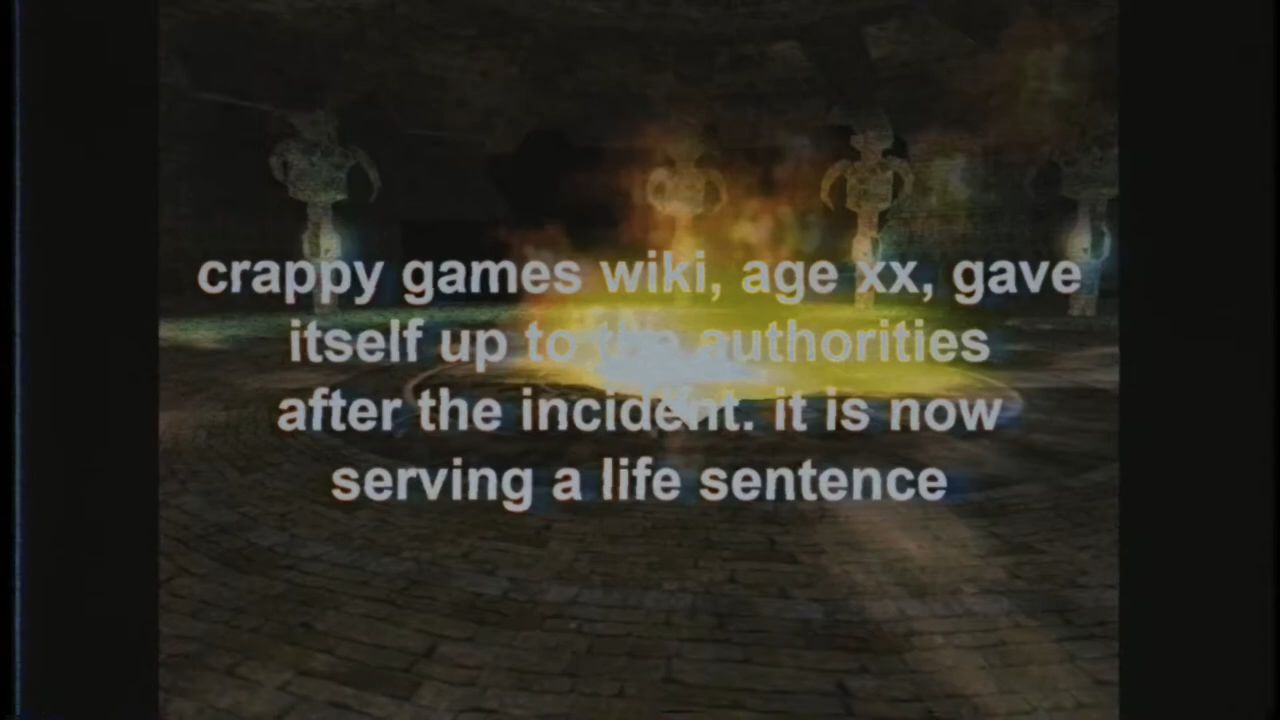 crappy games wiki, age xx, gave
itself up to the authorities
after the incident. it is now
serving a life sentence